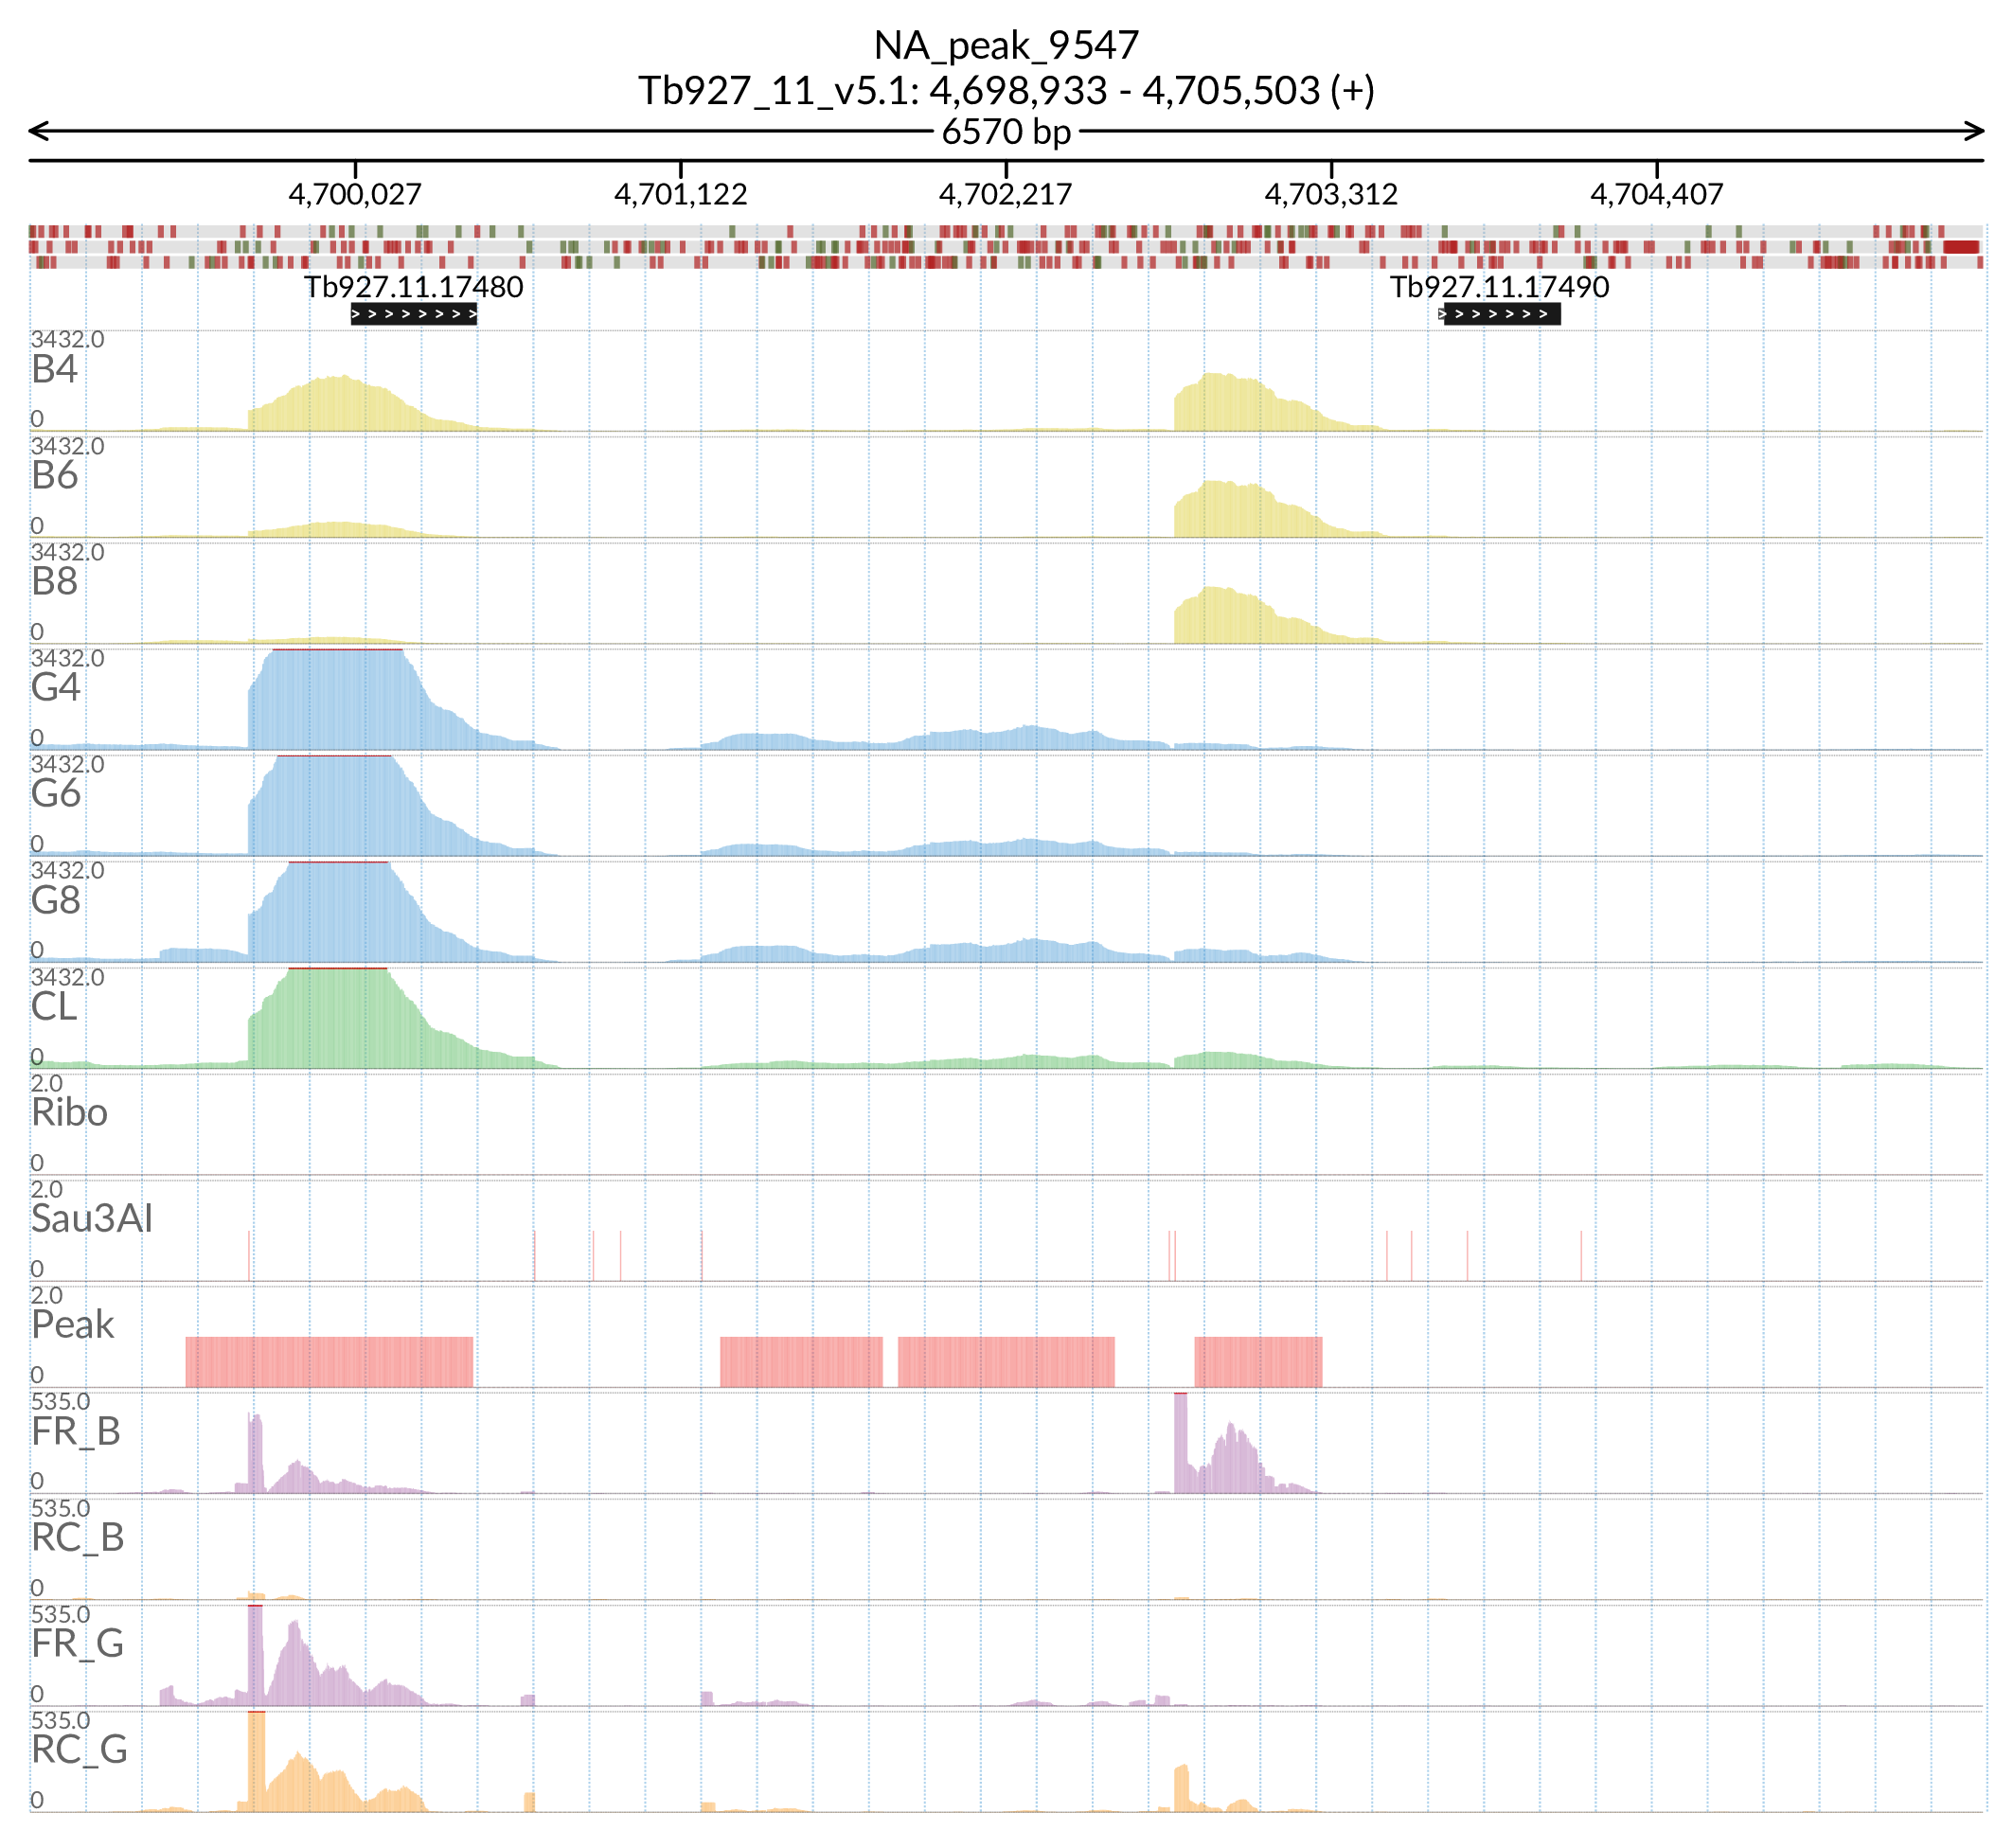 NA_peak_9547
Tb927_11_v5.1: 4,698,933 - 4,705,503 (+)
6570 bp
4,700,027 4,701,122 4,702,217 4,703,312 4,704,407
Tb927.11.17480 Tb927.11.17490
3432.0
B4
0
3432.0
B6
0
3432.0
B8
0
3432.0
G4
0
3432.0
G6
0
3432.0
G8
0
3432.0
CL
0
2.0
Ribo
0
2.0
Sau3AI
0
2.0
Peak
0
535.0
FR_B
0
535.0
RC_B
0
535.0
FR_G
0
535.0
RC_G
0